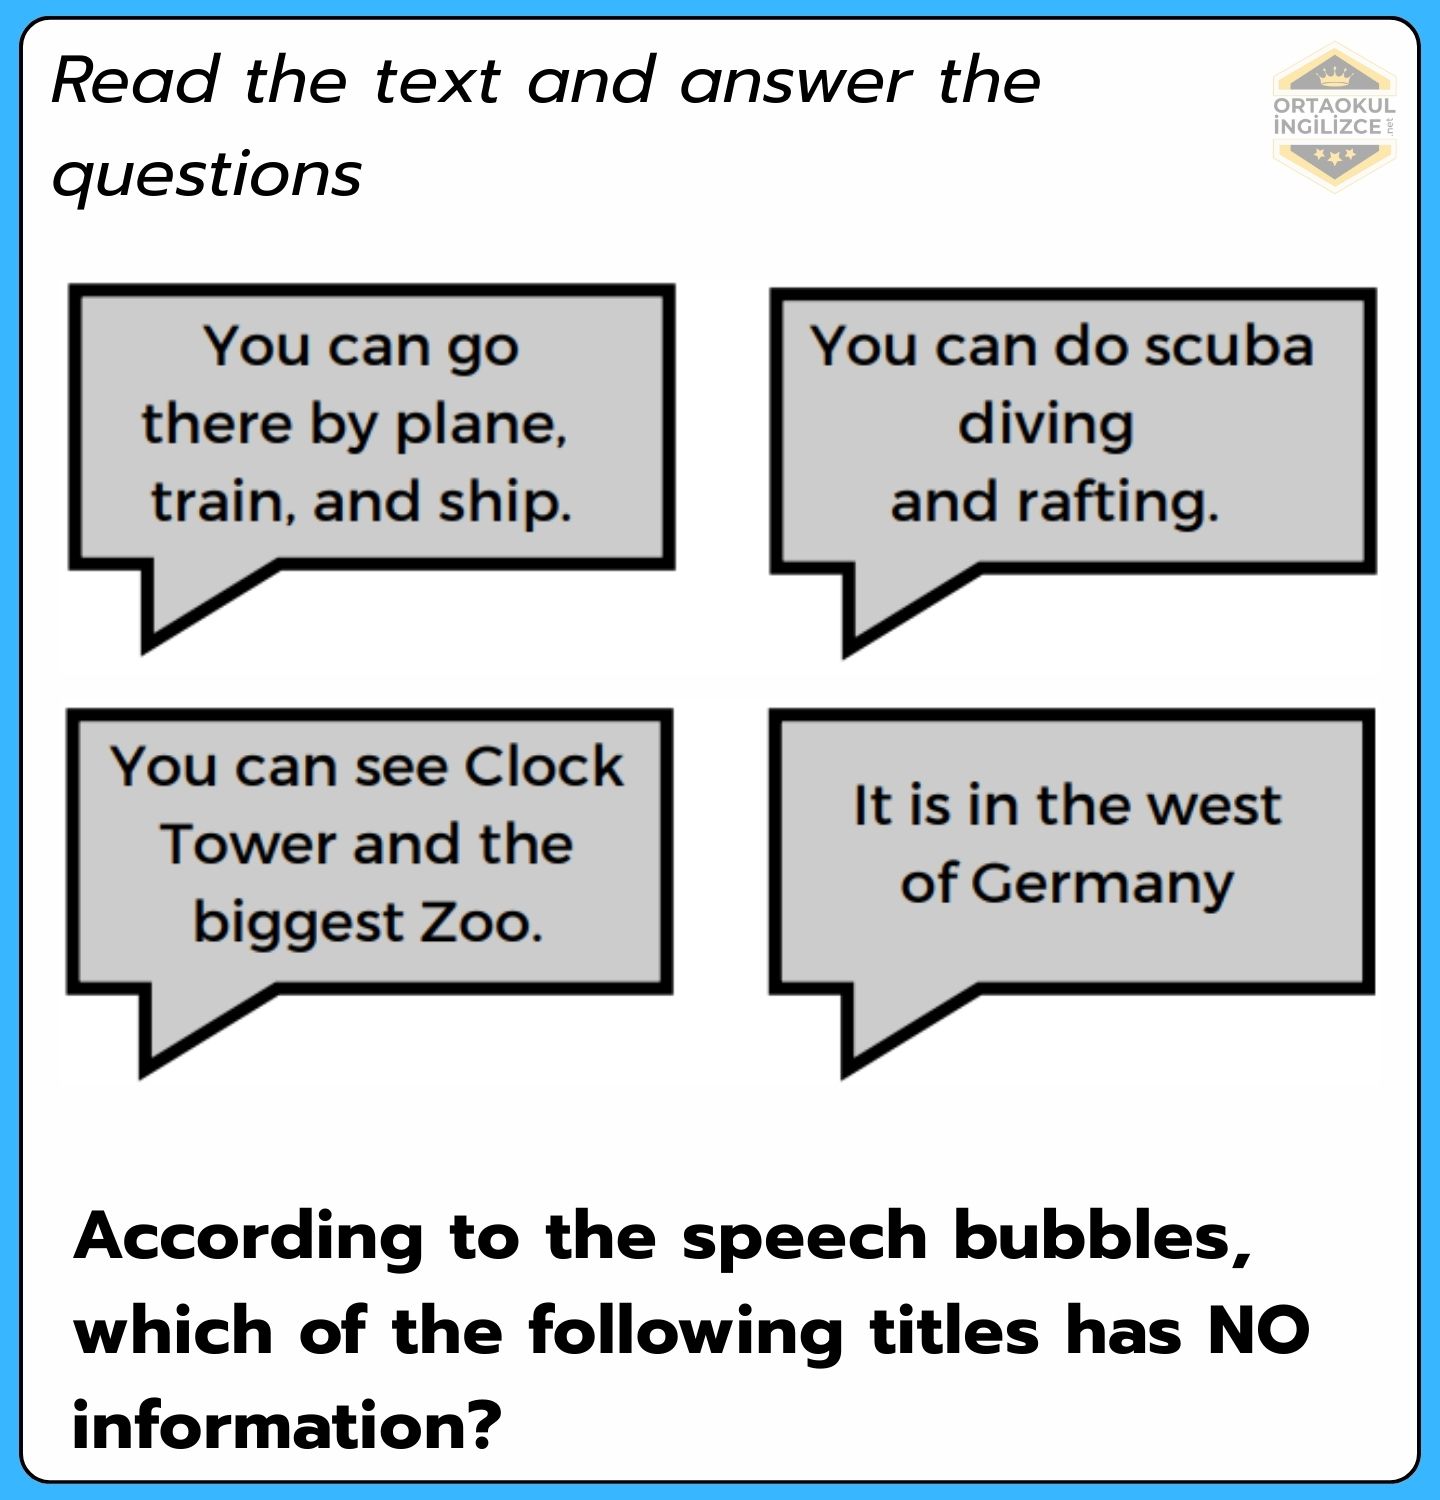 Read the text and answer the
questions
ORTAOKUL
İNGİLİZCE
.net
You can go
there by plane,
train, and ship.
You can do scuba
diving
and rafting.
You can see Clock
Tower and the
biggest Zoo.
It is in the west
of Germany
According to the speech bubbles,
which of the following titles has NO
information?